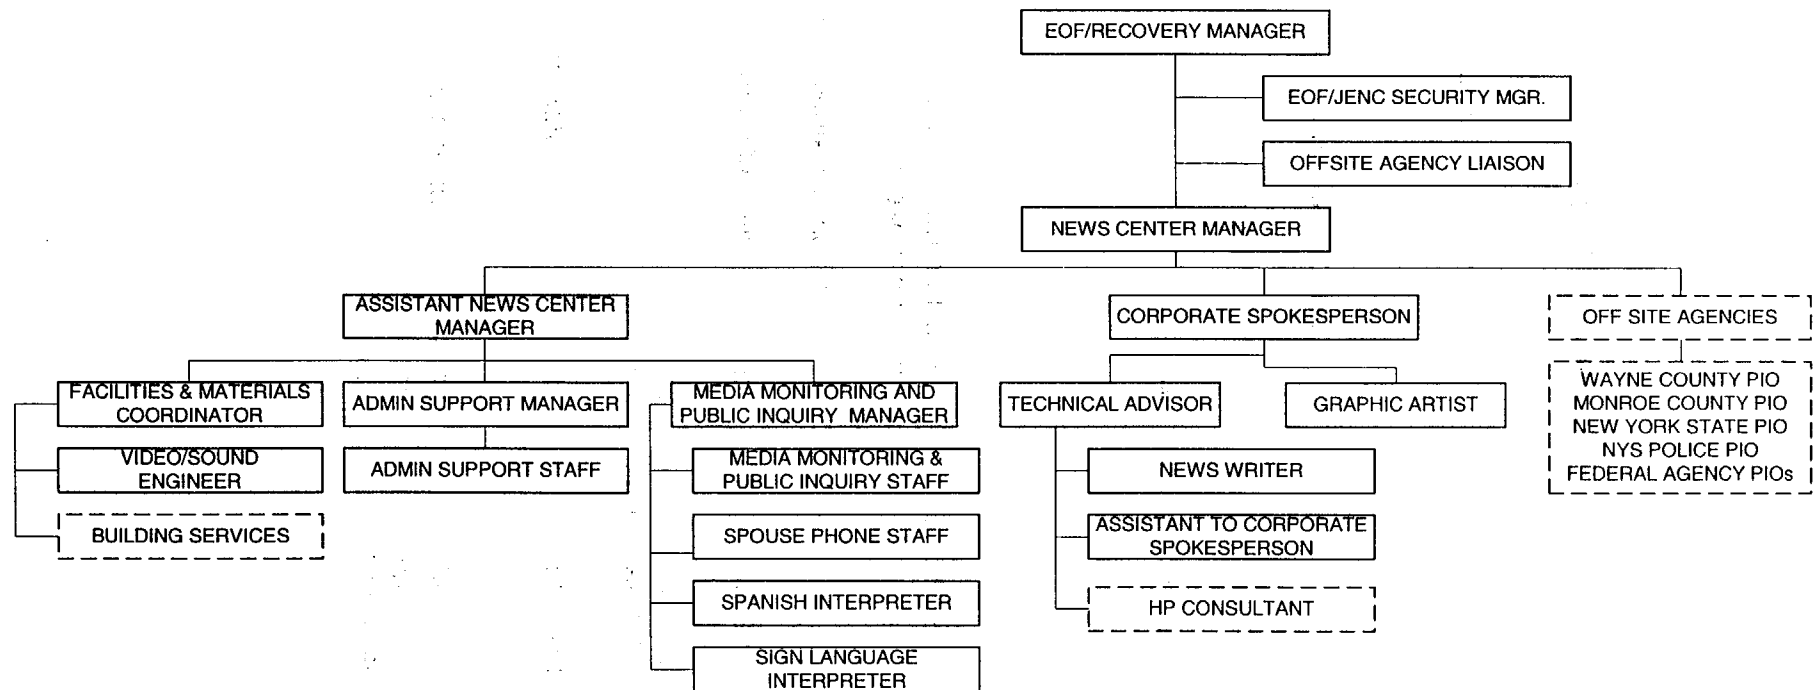 EOF/RECOVERY MANAGER
EOF/JENC SECURITY MGR.
OFFSITE AGENCY LIAISON
NEWS CENTER MANAGER
ASSISTANT NEWS CENTER
MANAGER
CORPORATE SPOKESPERSON
OFF SITE AGENCIES
FACILITIES & MATERIALS
COORDINATOR
ADMIN SUPPORT MANAGER
MEDIA MONITORING AND
PUBLIC INQUIRY MANAGER
TECHNICAL ADVISOR
GRAPHIC ARTIST
WAYNE COUNTY PIO
MONROE COUNTY PIO
NEW YORK STATE PIO
NYS POLICE PIO
FEDERAL AGENCY PIOs
VIDEO/SOUND
ENGINEER
ADMIN SUPPORT STAFF
MEDIA MONITORING &
PUBLIC INQUIRY STAFF
NEWS WRITER
BUILDING SERVICES
SPOUSE PHONE STAFF
ASSISTANT TO CORPORATE
SPOKESPERSON
SPANISH INTERPRETER
HP CONSULTANT
SIGN LANGUAGE
INTERPRETER